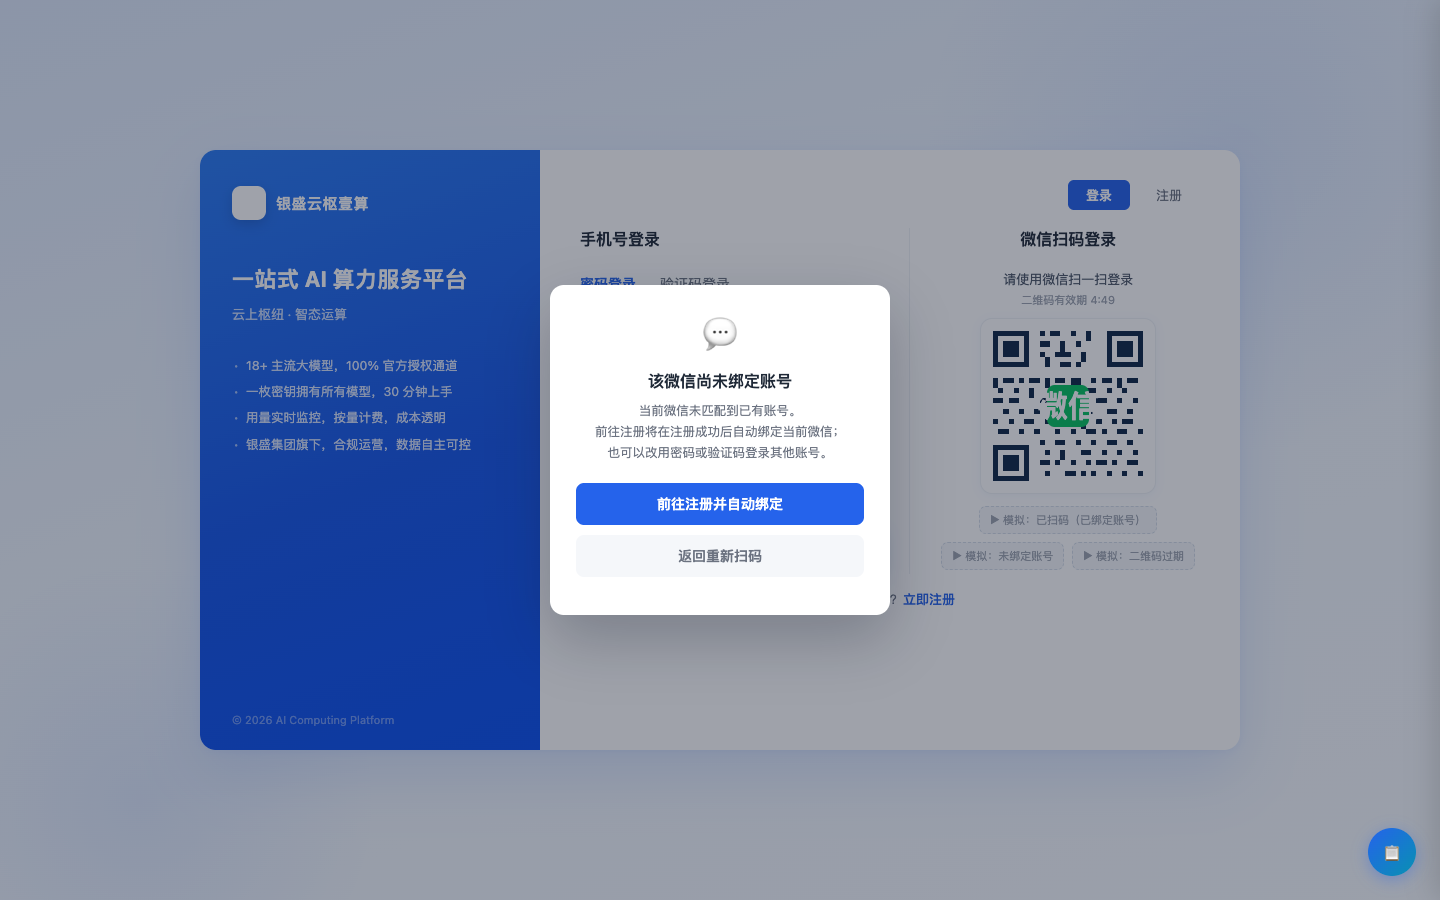 银盛云枢壹算
一站式 AI 算力服务平台
云上枢纽 · 智态运算
· 18+ 主流大模型，100% 官方授权通道
· 一枚密钥拥有所有模型，30 分钟上手
· 用量实时监控，按量计费，成本透明
· 银盛集团旗下，合规运营，数据自主可控
© 2026 AI Computing Platform
登录 注册
手机号登录
密码登录 验证码登录
该微信尚未绑定账号
当前微信未匹配到已有账号。
前往注册将在注册成功后自动绑定当前微信；
也可以改用密码或验证码登录其他账号。
前往注册并自动绑定
返回重新扫码
？立即注册
微信扫码登录
请使用微信扫一扫登录
二维码有效期 4:49
微信
▶ 模拟：已扫码（已绑定账号）
▶ 模拟：未绑定账号
▶ 模拟：二维码过期